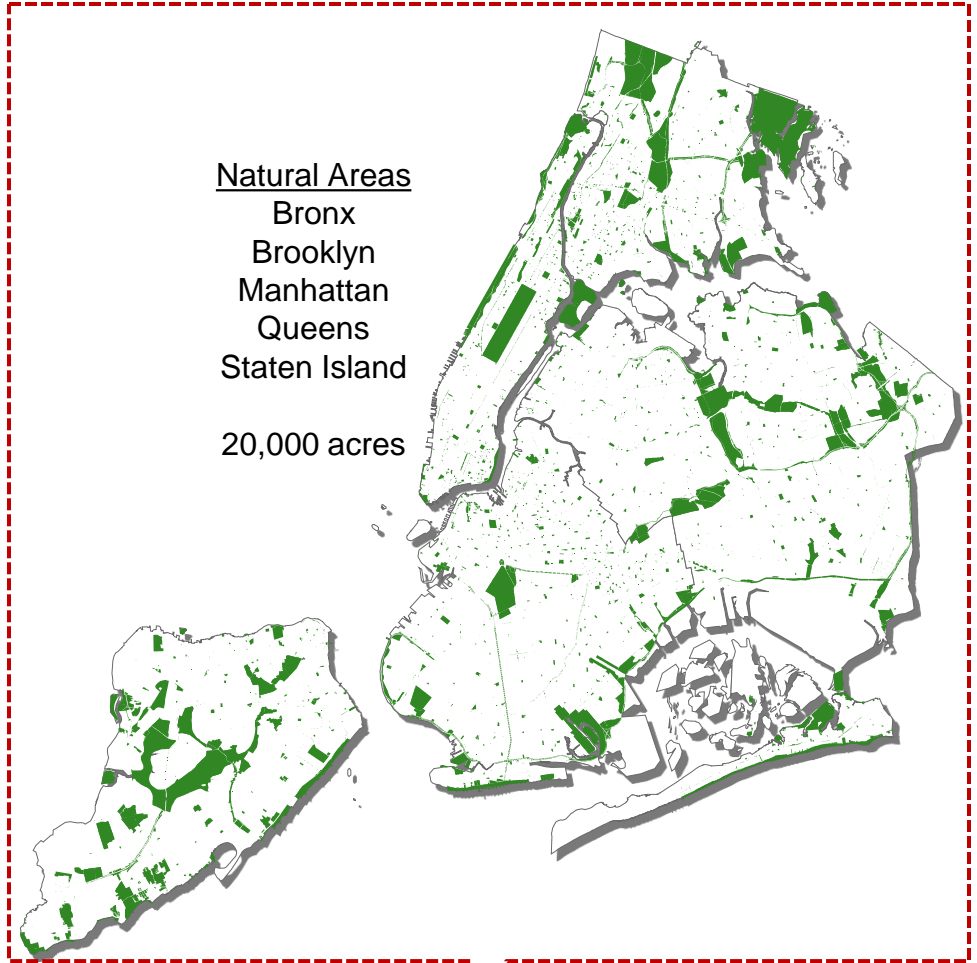 Natural Areas
Bronx
Brooklyn
Manhattan
Queens
Staten Island
20,000 acres